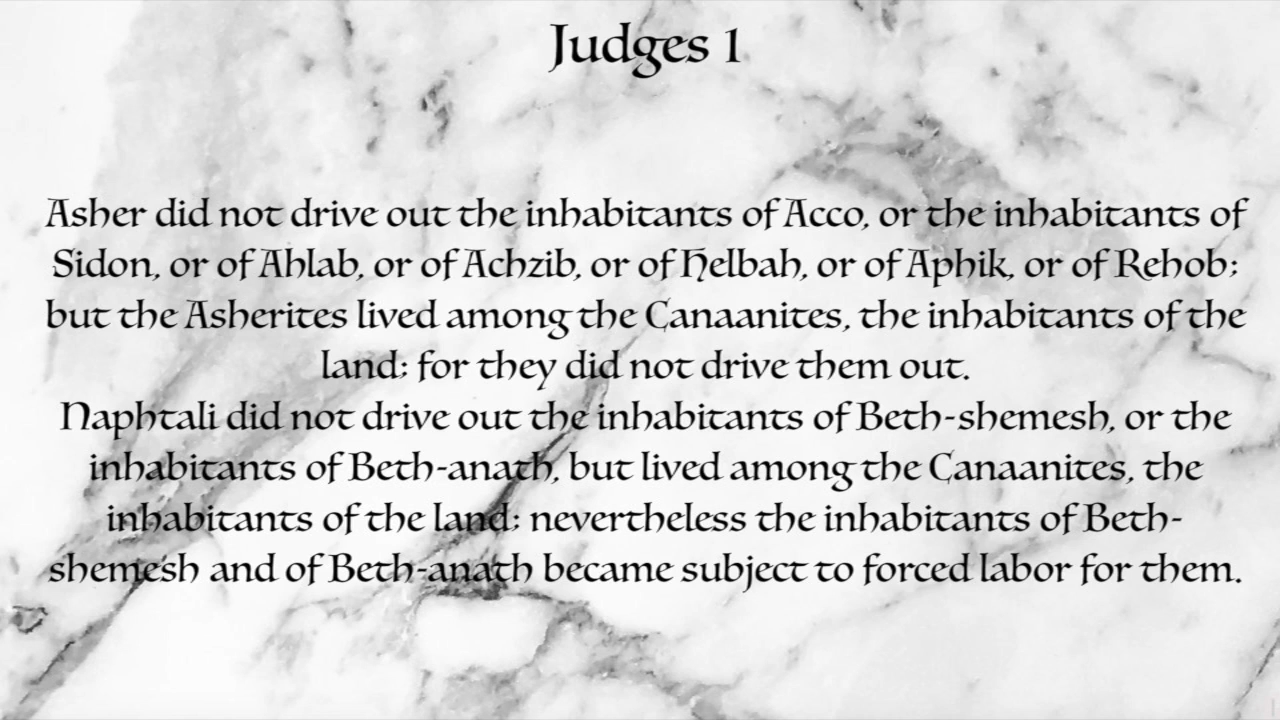 Judges 1
Asher did not drive out the inhabitants of Acco, or the inhabitants of
Sidon, or of Ahlab, or of Achzib, or of Helbah, or of Aphik, or of Rehob;
but the Asherites lived among the Canaanites, the inhabitants of the
land; for they did not drive them out.
Naphtali did not drive out the inhabitants of Beth-shemesh, or the
inhabitants of Beth-anath, but lived among the Canaanites, the
inhabitants of the land; nevertheless the inhabitants of Beth-
shemesh and of Beth-anath became subject to forced labor for them.